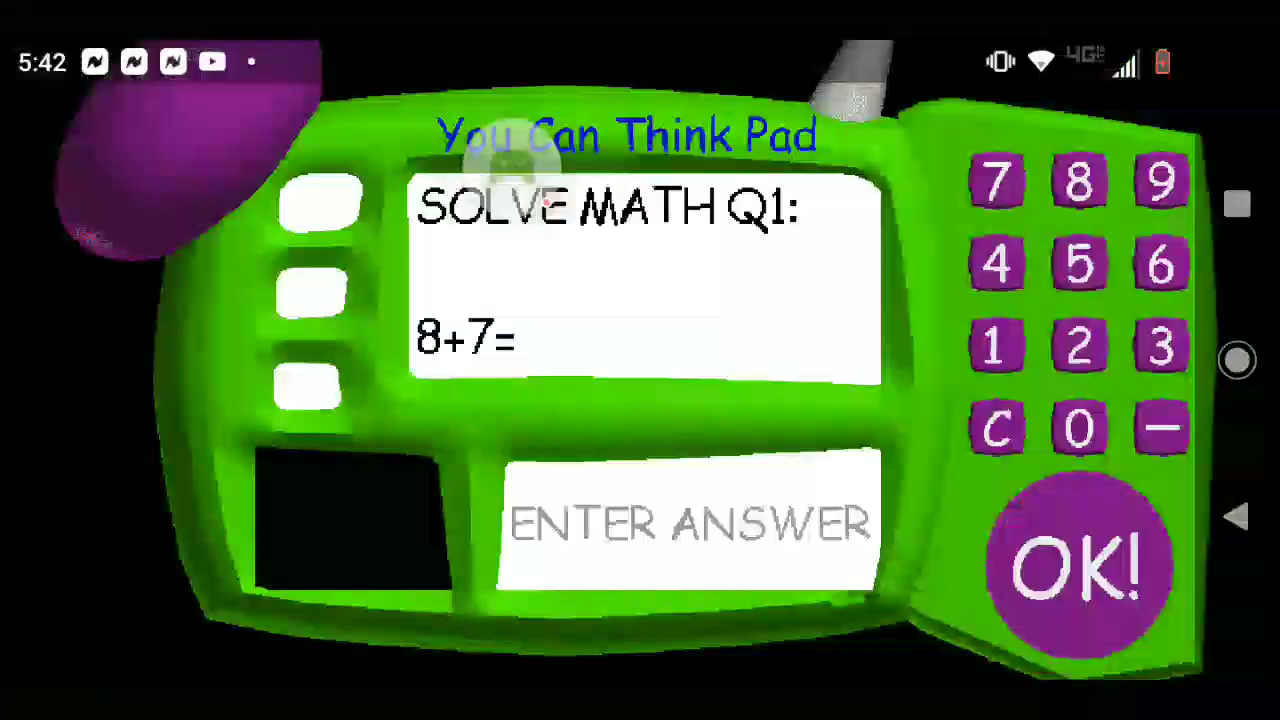 5:42
4GE
You Can Think Pad
SOLVE MATH Q1:
8+7=
ENTER ANSWER
7 8 9
4 5 6
1 2 3
C 0 −
OK!